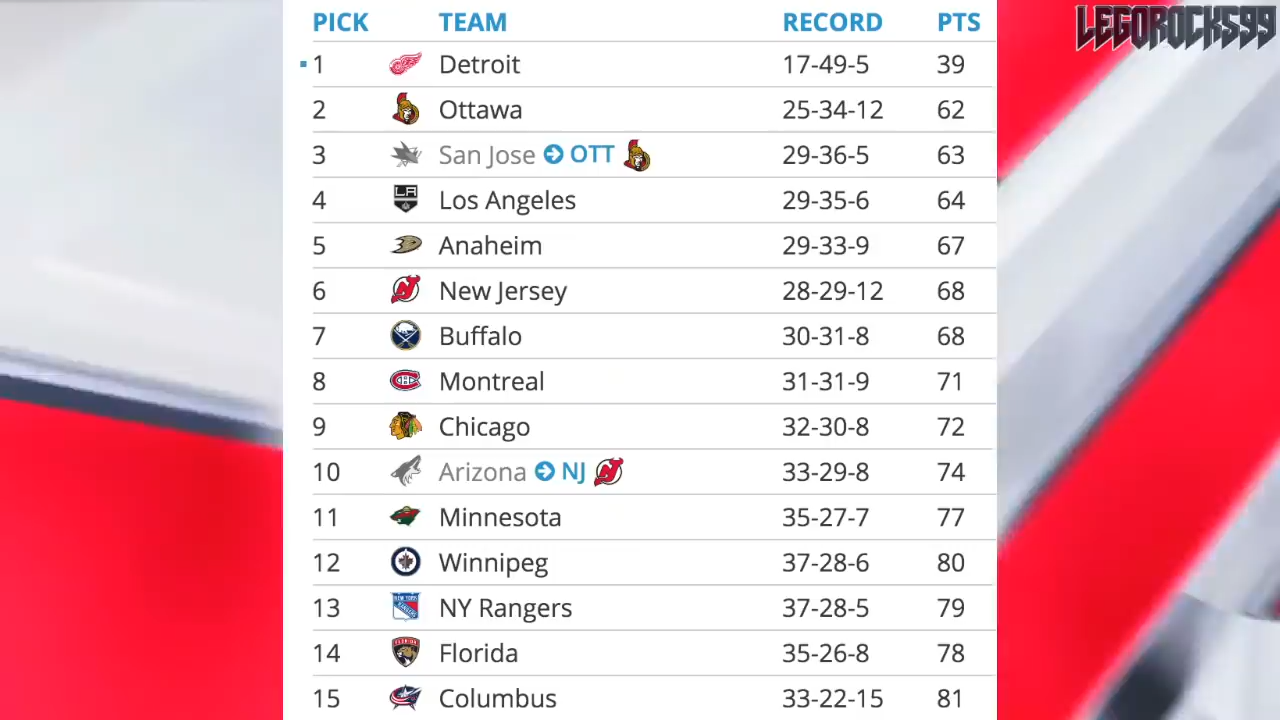 LEGOROCKS99
PICK TEAM RECORD PTS
1 Detroit 17-49-5 39
2 Ottawa 25-34-12 62
3 San Jose OTT 29-36-5 63
4 Los Angeles 29-35-6 64
5 Anaheim 29-33-9 67
6 New Jersey 28-29-12 68
7 Buffalo 30-31-8 68
8 Montreal 31-31-9 71
9 Chicago 32-30-8 72
10 Arizona NJ 33-29-8 74
11 Minnesota 35-27-7 77
12 Winnipeg 37-28-6 80
13 NY Rangers 37-28-5 79
14 Florida 35-26-8 78
15 Columbus 33-22-15 81